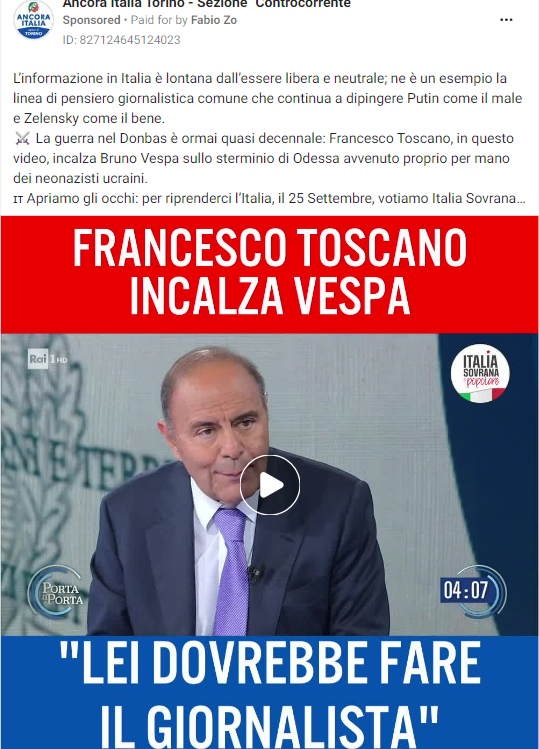 Ancora Italia Torino - Sezione "Controcorrente"
Sponsored • Paid for by Fabio Zo
ID: 827124645124023
L'informazione in Italia è lontana dall'essere libera e neutrale; ne è un esempio la
linea di pensiero giornalistica comune che continua a dipingere Putin come il male
e Zelensky come il bene.
⚔ La guerra nel Donbas è ormai quasi decennale: Francesco Toscano, in questo
video, incalza Bruno Vespa sullo sterminio di Odessa avvenuto proprio per mano
dei neonazisti ucraini.
IT Apriamo gli occhi: per riprenderci l'Italia, il 25 Settembre, votiamo Italia Sovrana...
ANCORA
ITALIA
TORINO
FRANCESCO TOSCANO
INCALZA VESPA
Rai 1 HD
ITALIA
SOVRANA
e popolare
PORTA
A
PORTA
04:07
"LEI DOVREBBE FARE
IL GIORNALISTA"